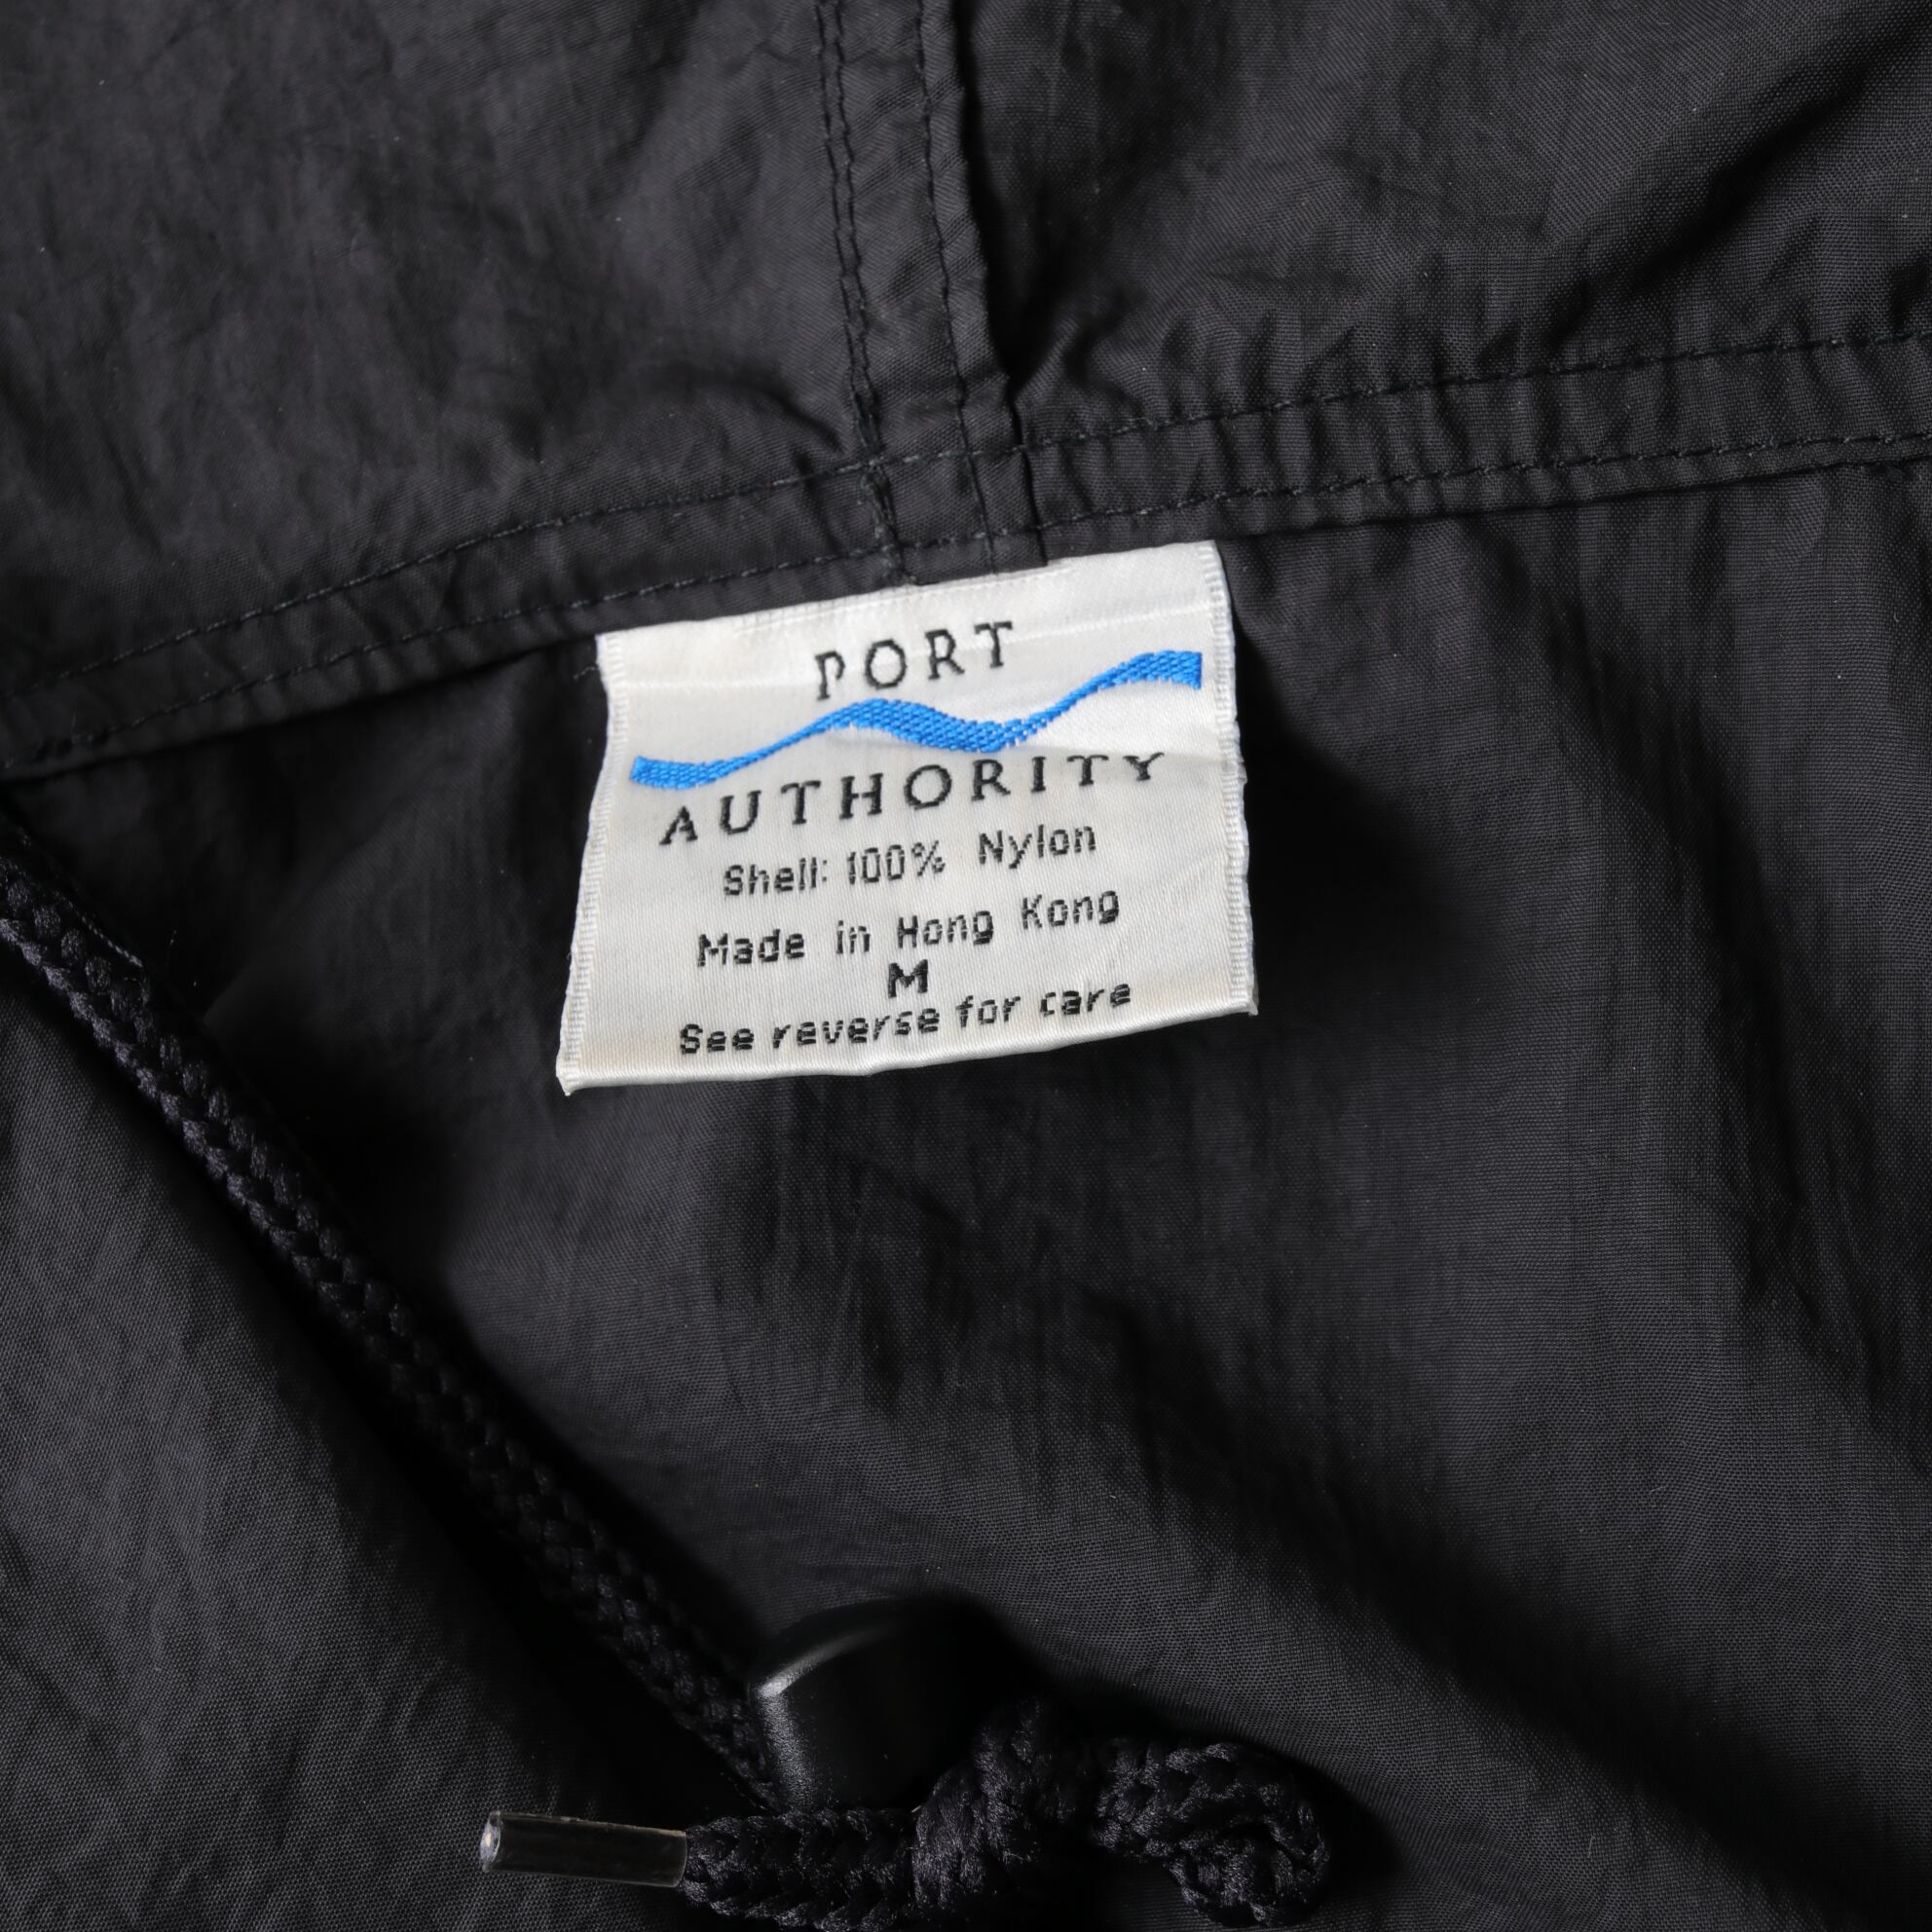 PORT
AUTHORITY
Shell: 100% Nylon
Made in Hong Kong
M
See reverse for care